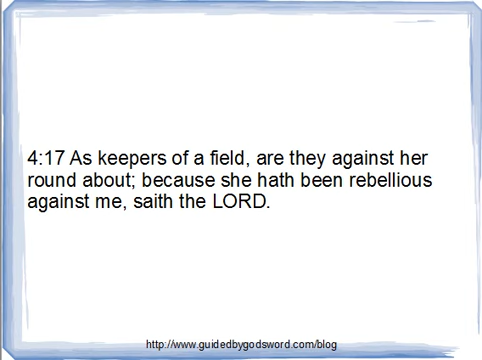 4:17 As keepers of a field, are they against her
round about; because she hath been rebellious
against me, saith the LORD.
http://www.guidedbygodsword.com/blog